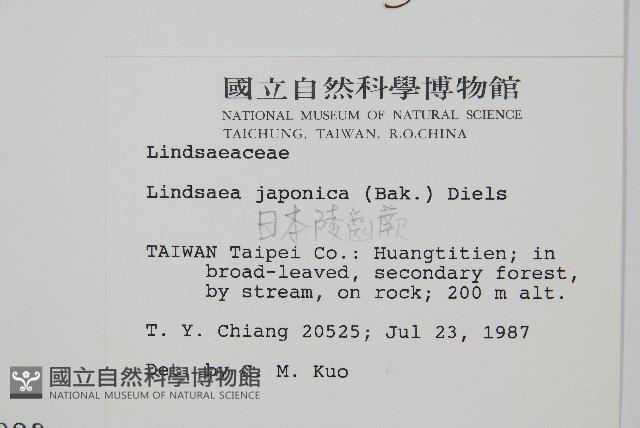 國立自然科學博物館
NATIONAL MUSEUM OF NATURAL SCIENCE
TAICHUNG, TAIWAN, R.O.CHINA
Lindsaeaceae
Lindsaea japonica (Bak.) Diels
日本陵齒蕨
TAIWAN Taipei Co.: Huangtitien; in
broad-leaved, secondary forest,
by stream, on rock; 200 m alt.
T. Y. Chiang 20525; Jul 23, 1987
Det. by C. M. Kuo
國立自然科學博物館
NATIONAL MUSEUM OF NATURAL SCIENCE